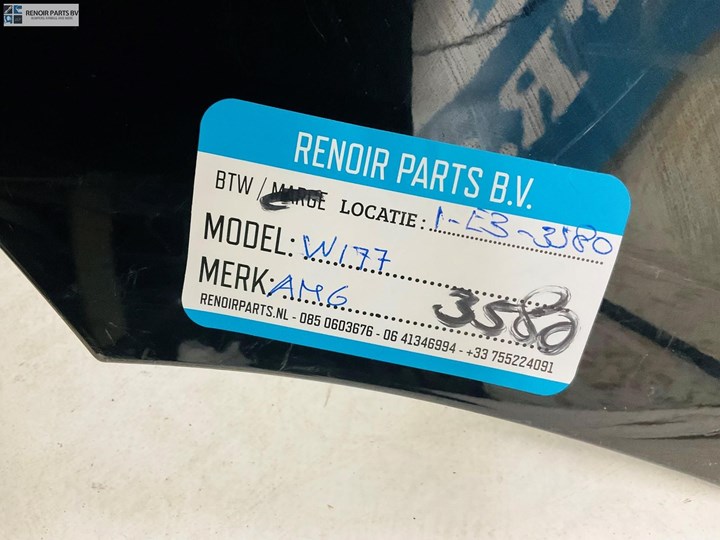 RENOIR PARTS BV
RENOIR PARTS B.V.
BTW / MARGE LOCATIE: 1-E3-3580
MODEL: W177
MERK: AMG 3580
RENOIRPARTS.NL - 085 0603676 - 06 41346994 - +33 755224091